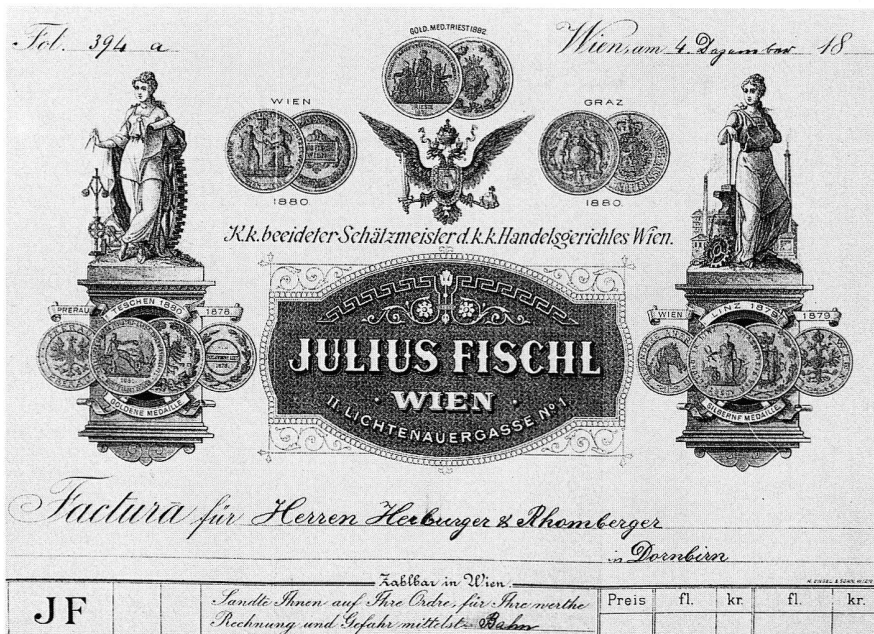 Fol. 394 a
Wien, am 4. Dezember 18
GOLD. MED. TRIEST 1882.
WIEN
1880.
GRAZ
1880.
K.k. beeideter Schätzmeister d. k.k. Handelsgerichtes Wien.
PRERAU
TESCHEN 1880
1878.
GOLDENE MEDAILLE
WIEN
LINZ 1879
1879
SILBERNE MEDAILLE
JULIUS FISCHL
· WIEN ·
II. LICHTENAUERGASSE No 1.
Factura für Herren Herburger & Rhomberger
in Dornbirn
Zahlbar in Wien.
JF
Sandte Ihnen auf Ihre Ordre, für Ihre werthe
Rechnung und Gefahr mittelst Bahn
Preis fl. kr. fl. kr.